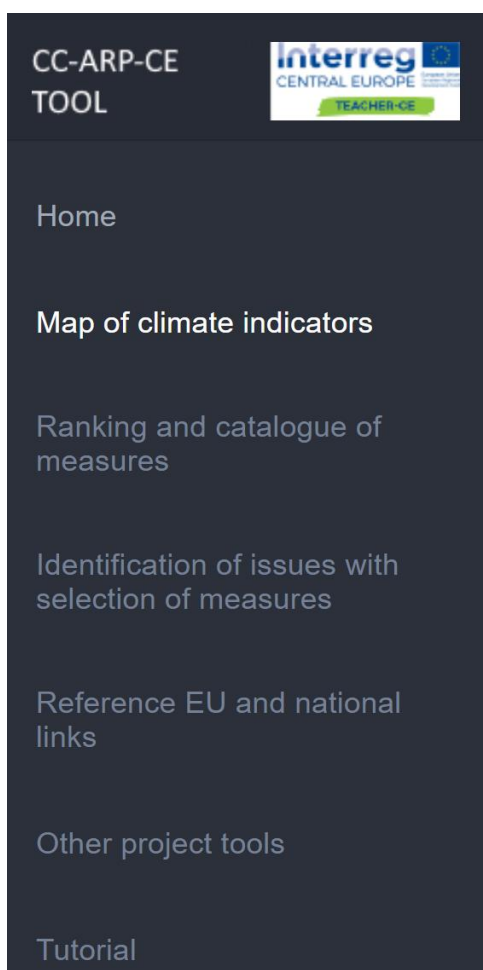 CC-ARP-CE
TOOL
Interreg
CENTRAL EUROPE
TEACHER-CE
Home
Map of climate indicators
Ranking and catalogue of
measures
Identification of issues with
selection of measures
Reference EU and national
links
Other project tools
Tutorial